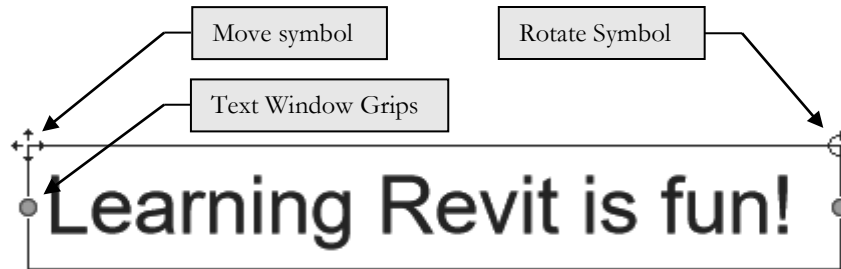 Move symbol
Rotate Symbol
Text Window Grips
Learning Revit is fun!